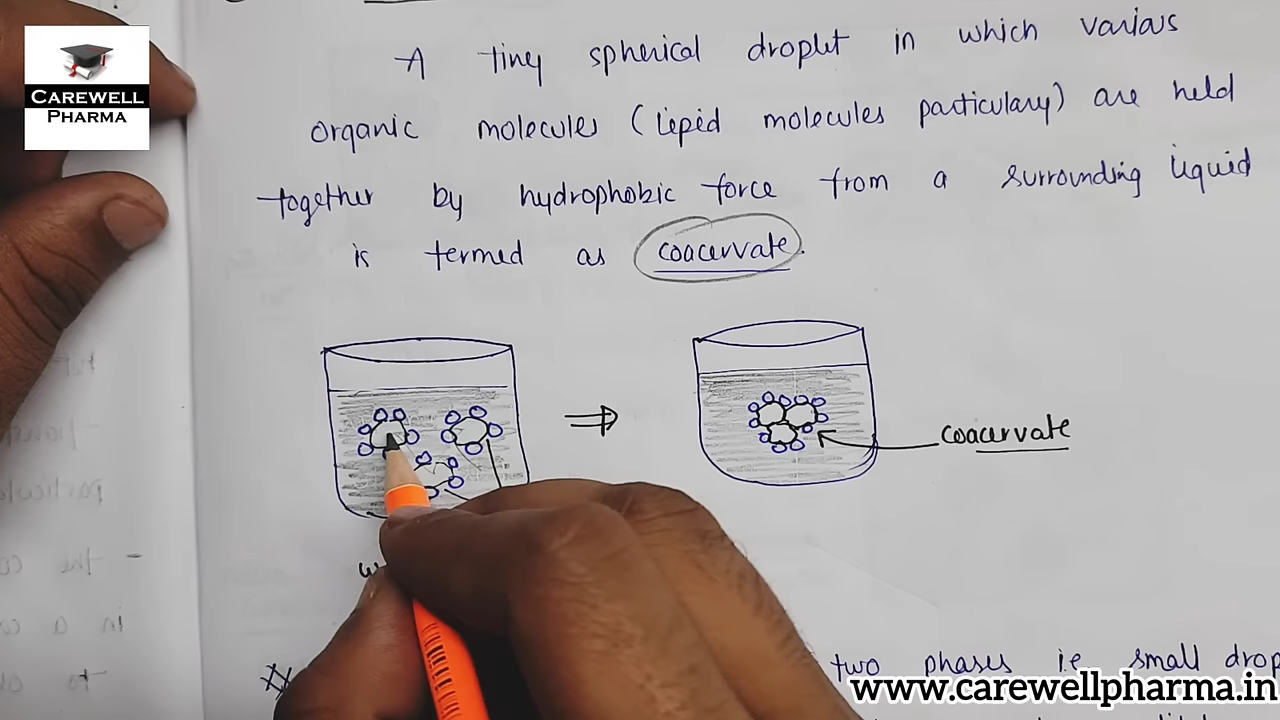 CAREWELL
PHARMA
A tiny spherical droplet in which various
organic molecules (lipid molecules particulary) are held
together by hydrophobic force from a surrounding liquid
is termed as coacervate.
coacervate
two phases i.e small drop
www.carewellpharma.in